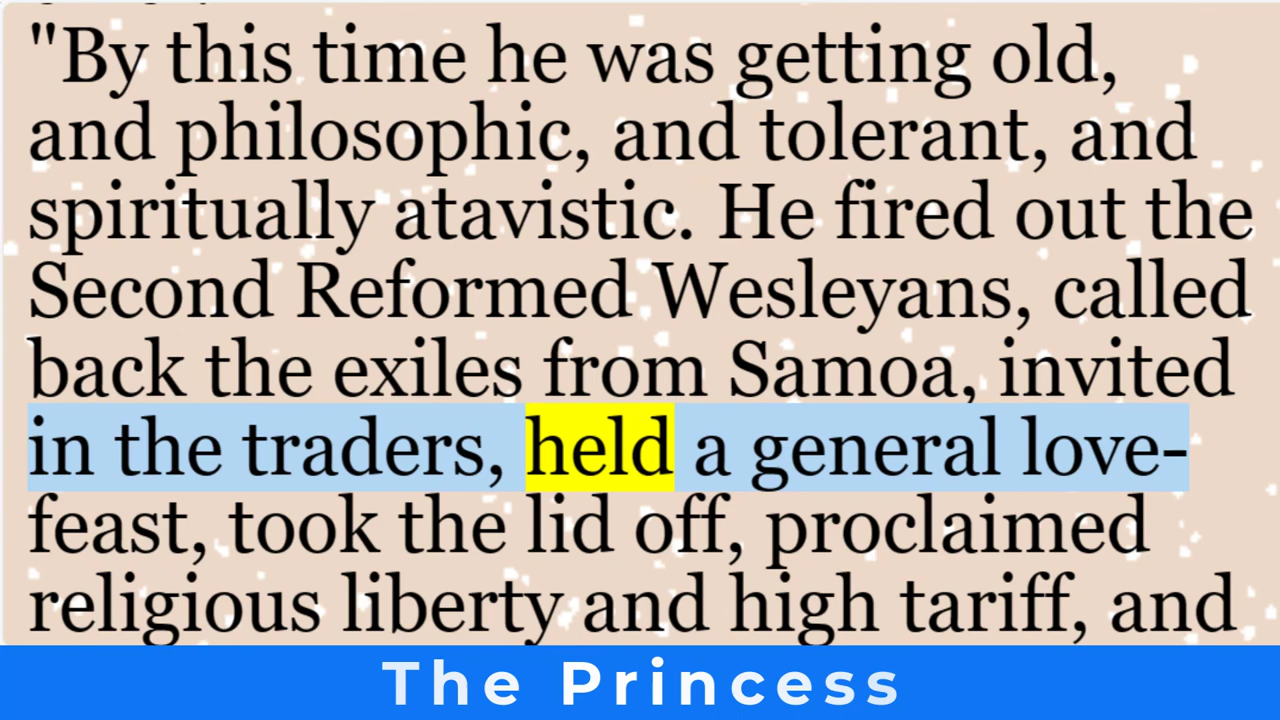 "By this time he was getting old,
and philosophic, and tolerant, and
spiritually atavistic. He fired out the
Second Reformed Wesleyans, called
back the exiles from Samoa, invited
in the traders, held a general love-
feast, took the lid off, proclaimed
religious liberty and high tariff, and
The Princess